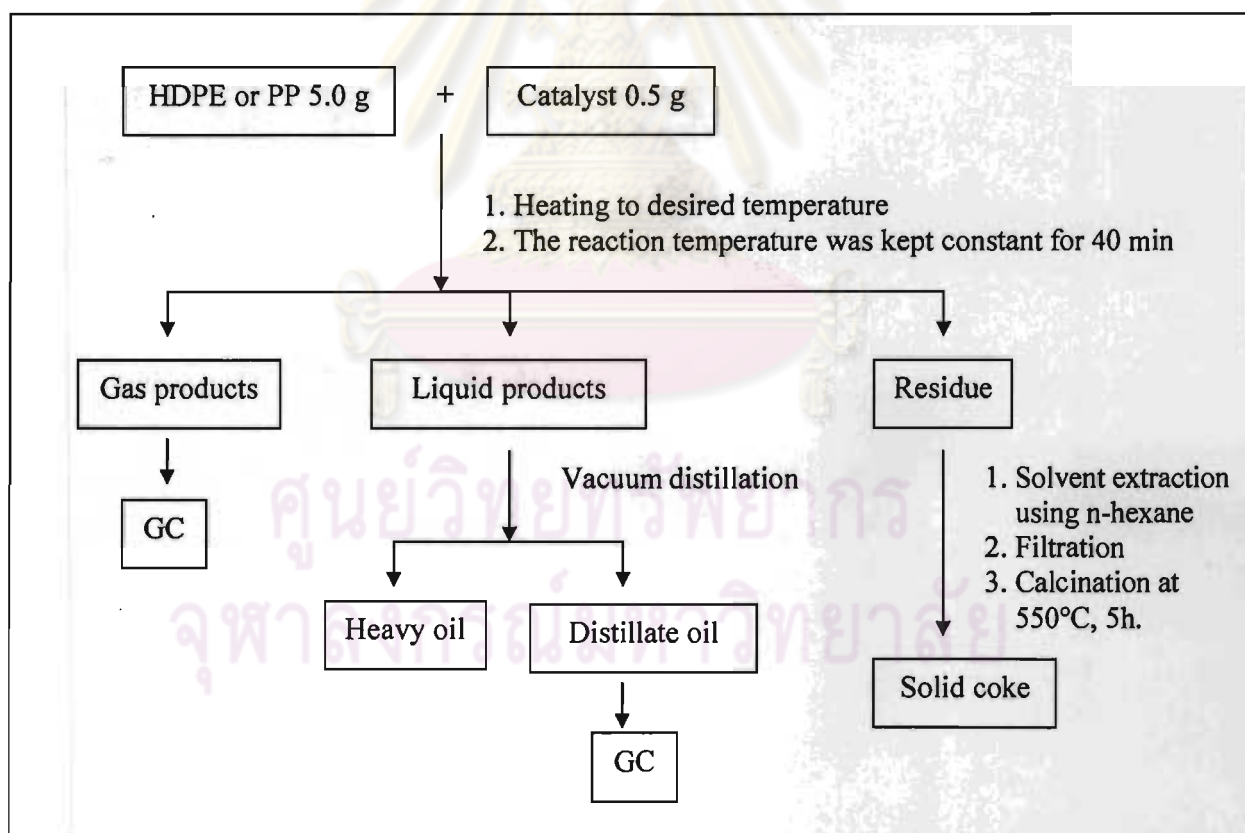 HDPE or PP 5.0 g + Catalyst 0.5 g
1. Heating to desired temperature
2. The reaction temperature was kept constant for 40 min
Gas products
Liquid products
Residue
Vacuum distillation
1. Solvent extraction
using n-hexane
2. Filtration
3. Calcination at
550°C, 5h.
GC
Heavy oil
Distillate oil
Solid coke
GC
ศูนย์วิทยทรัพยากร
จุฬาลงกรณ์มหาวิทยาลัย